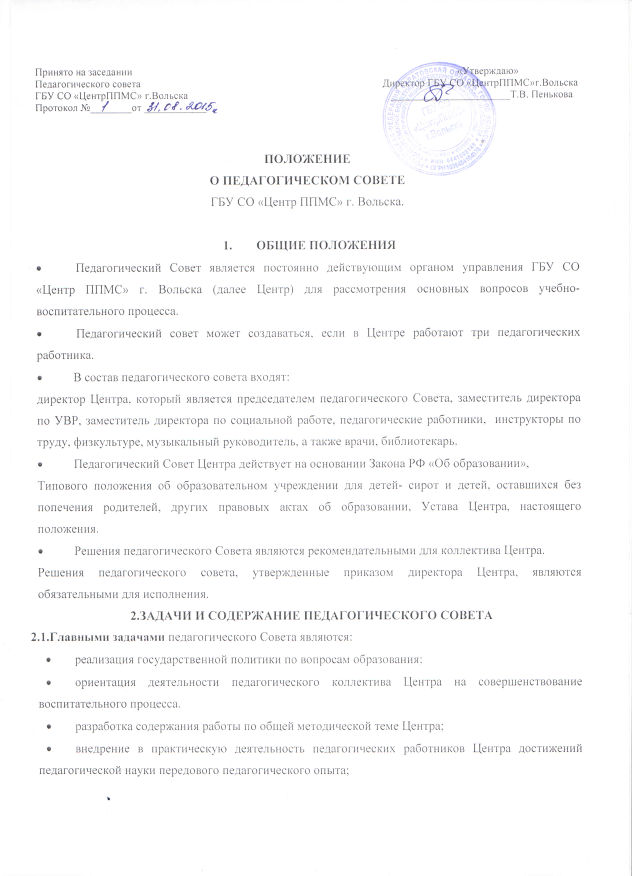 Принято на заседании
«Утверждаю»
Педагогического совета
Директор ГБУ СО «ЦентрППМС»г.Вольска
ГБУ СО «ЦентрППМС» г.Вольска
Т.В. Пенькова
Протокол № 1 от 31.08.2015г
ПОЛОЖЕНИЕ
О ПЕДАГОГИЧЕСКОМ СОВЕТЕ
ГБУ СО «Центр ППМС» г. Вольска.
1. ОБЩИЕ ПОЛОЖЕНИЯ
• Педагогический Совет является постоянно действующим органом управления ГБУ СО
«Центр ППМС» г. Вольска (далее Центр) для рассмотрения основных вопросов учебно-
воспитательного процесса.
• Педагогический совет может создаваться, если в Центре работают три педагогических
работника.
• В состав педагогического совета входят:
директор Центра, который является председателем педагогического Совета, заместитель директора
по УВР, заместитель директора по социальной работе, педагогические работники, инструкторы по
труду, физкультуре, музыкальный руководитель, а также врачи, библиотекарь.
• Педагогический Совет Центра действует на основании Закона РФ «Об образовании»,
Типового положения об образовательном учреждении для детей- сирот и детей, оставшихся без
попечения родителей, других правовых актах об образовании, Устава Центра, настоящего
положения.
• Решения педагогического Совета являются рекомендательными для коллектива Центра.
Решения педагогического совета, утвержденные приказом директора Центра, являются
обязательными для исполнения.
2.ЗАДАЧИ И СОДЕРЖАНИЕ ПЕДАГОГИЧЕСКОГО СОВЕТА
2.1.Главными задачами педагогического Совета являются:
• реализация государственной политики по вопросам образования;
• ориентация деятельности педагогического коллектива Центра на совершенствование
воспитательного процесса.
• разработка содержания работы по общей методической теме Центра;
• внедрение в практическую деятельность педагогических работников Центра достижений
педагогической науки передового педагогического опыта;